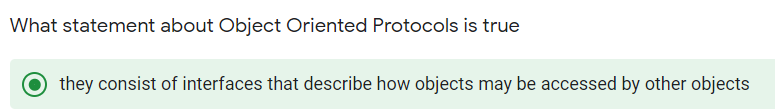 What statement about Object Oriented Protocols is true
they consist of interfaces that describe how objects may be accessed by other objects